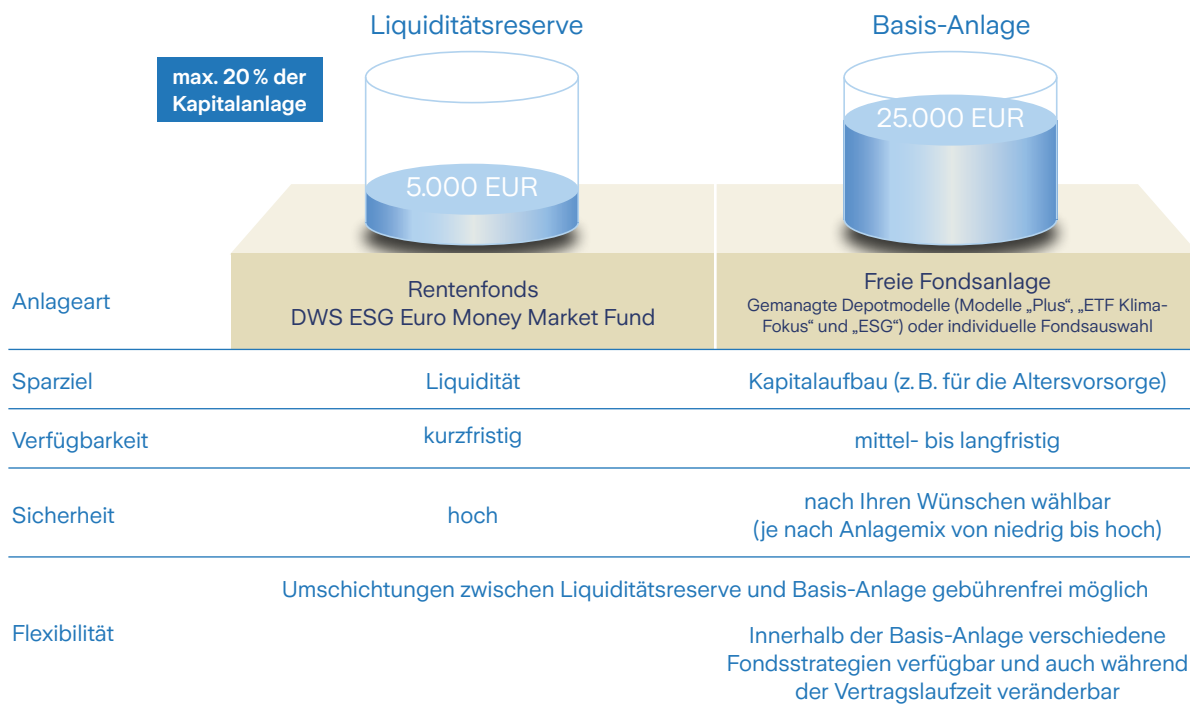 Liquiditätsreserve
Basis-Anlage
max. 20 % der
Kapitalanlage
5.000 EUR
25.000 EUR
Anlageart
Rentenfonds
DWS ESG Euro Money Market Fund
Freie Fondsanlage
Gemanagte Depotmodelle (Modelle „Plus“, „ETF Klima-
Fokus“ und „ESG“) oder individuelle Fondsauswahl
Sparziel
Liquidität
Kapitalaufbau (z. B. für die Altersvorsorge)
Verfügbarkeit
kurzfristig
mittel- bis langfristig
Sicherheit
hoch
nach Ihren Wünschen wählbar
(je nach Anlagemix von niedrig bis hoch)
Flexibilität
Umschichtungen zwischen Liquiditätsreserve und Basis-Anlage gebührenfrei möglich
Innerhalb der Basis-Anlage verschiedene
Fondsstrategien verfügbar und auch während
der Vertragslaufzeit veränderbar